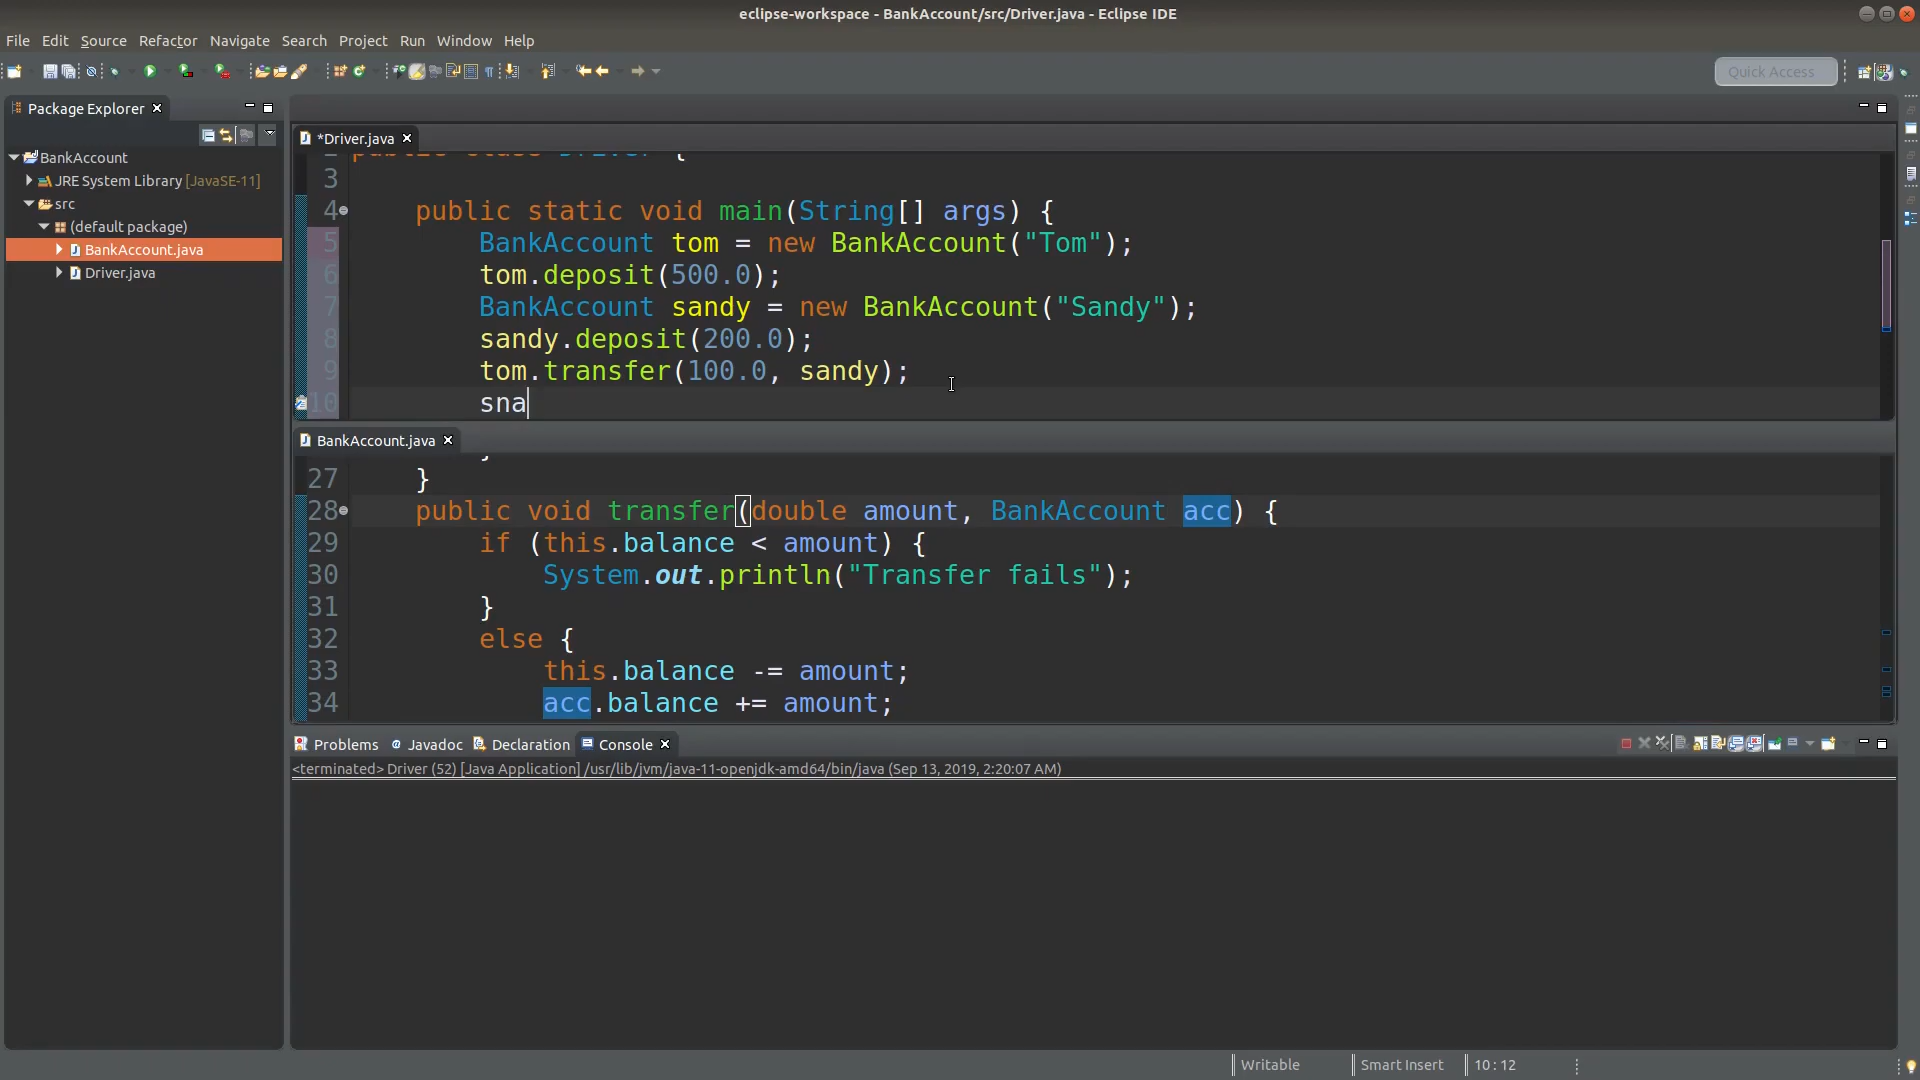 eclipse-workspace - BankAccount/src/Driver.java - Eclipse IDE
File Edit Source Refactor Navigate Search Project Run Window Help
Quick Access
Package Explorer
BankAccount
JRE System Library [JavaSE-11]
src
(default package)
BankAccount.java
Driver.java
*Driver.java
public class Driver {
3
4 public static void main(String[] args) {
5 BankAccount tom = new BankAccount("Tom");
6 tom.deposit(500.0);
7 BankAccount sandy = new BankAccount("Sandy");
8 sandy.deposit(200.0);
9 tom.transfer(100.0, sandy);
10 sna
BankAccount.java
27 }
28 public void transfer(double amount, BankAccount acc) {
29 if (this.balance < amount) {
30 System.out.println("Transfer fails");
31 }
32 else {
33 this.balance -= amount;
34 acc.balance += amount;
Problems @ Javadoc Declaration Console
<terminated> Driver (52) [Java Application] /usr/lib/jvm/java-11-openjdk-amd64/bin/java (Sep 13, 2019, 2:20:07 AM)
Writable Smart Insert 10 : 12